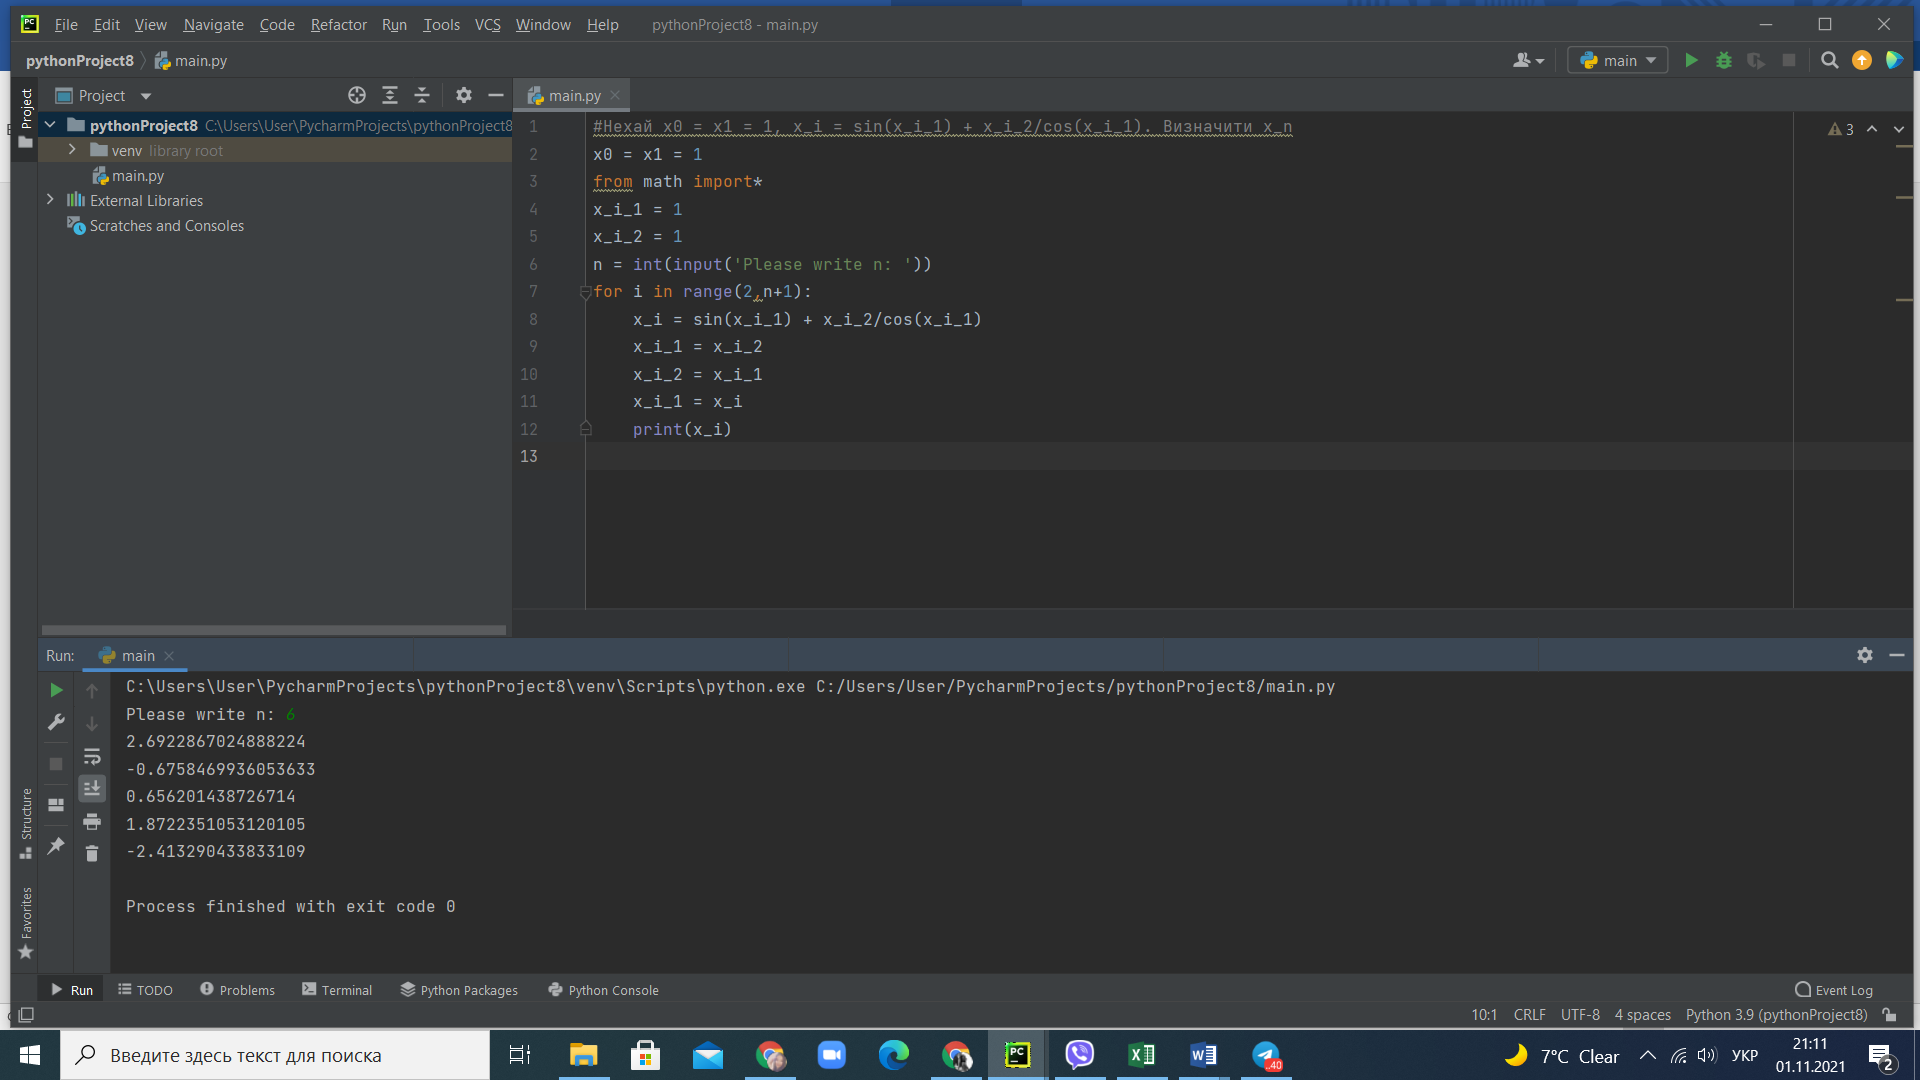 File Edit View Navigate Code Refactor Run Tools VCS Window Help pythonProject8 - main.py
pythonProject8 main.py
main
Project
Project
main.py
pythonProject8 C:\Users\User\PycharmProjects\pythonProject8
venv library root
main.py
External Libraries
Scratches and Consoles
3
1 #Нехай x0 = x1 = 1, x_i = sin(x_i_1) + x_i_2/cos(x_i_1). Визначити x_n
2 x0 = x1 = 1
3 from math import*
4 x_i_1 = 1
5 x_i_2 = 1
6 n = int(input('Please write n: '))
7 for i in range(2,n+1):
8 x_i = sin(x_i_1) + x_i_2/cos(x_i_1)
9 x_i_1 = x_i_2
10 x_i_2 = x_i_1
11 x_i_1 = x_i
12 print(x_i)
13
Run: main
C:\Users\User\PycharmProjects\pythonProject8\venv\Scripts\python.exe C:/Users/User/PycharmProjects/pythonProject8/main.py
Please write n: 6
2.6922867024888224
-0.6758469936053633
0.656201438726714
1.8722351053120105
-2.413290433833109
Process finished with exit code 0
Structure
Favorites
Run TODO Problems Terminal Python Packages Python Console Event Log
10:1 CRLF UTF-8 4 spaces Python 3.9 (pythonProject8)
Введите здесь текст для поиска
PC
40
7°C Clear
УКР
21:11
01.11.2021
2